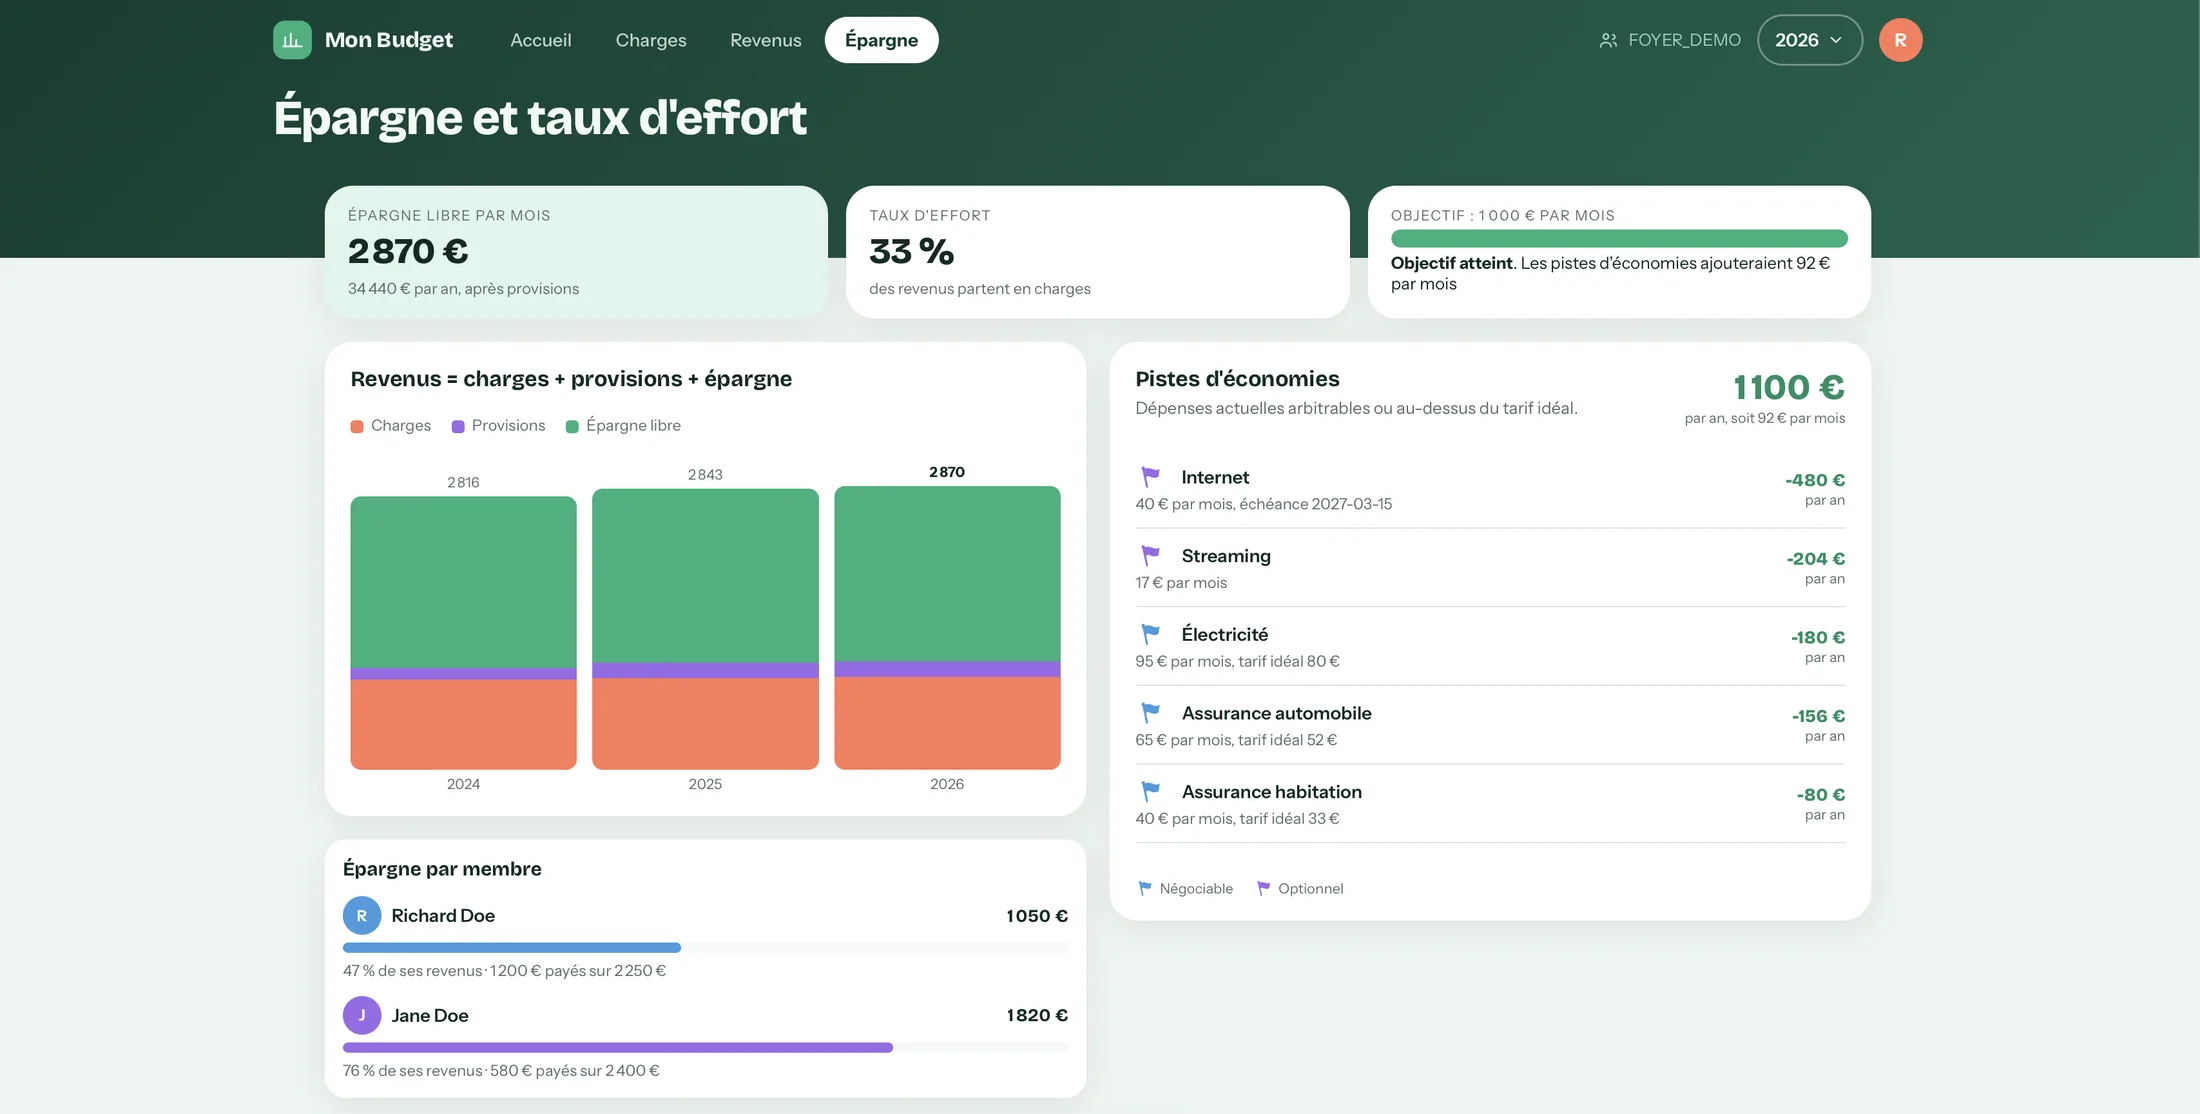 Mon Budget
Accueil
Charges
Revenus
Épargne
FOYER_DEMO
2026
R
Épargne et taux d'effort
ÉPARGNE LIBRE PAR MOIS
2 870 €
34 440 € par an, après provisions
TAUX D'EFFORT
33 %
des revenus partent en charges
OBJECTIF : 1 000 € PAR MOIS
Objectif atteint. Les pistes d'économies ajouteraient 92 €
par mois
Revenus = charges + provisions + épargne
Charges
Provisions
Épargne libre
2 816
2 843
2 870
2024
2025
2026
Épargne par membre
R
Richard Doe
1 050 €
47 % de ses revenus · 1 200 € payés sur 2 250 €
J
Jane Doe
1 820 €
76 % de ses revenus · 580 € payés sur 2 400 €
Pistes d'économies
Dépenses actuelles arbitrables ou au-dessus du tarif idéal.
1 100 €
par an, soit 92 € par mois
Internet
40 € par mois, échéance 2027-03-15
-480 €
par an
Streaming
17 € par mois
-204 €
par an
Électricité
95 € par mois, tarif idéal 80 €
-180 €
par an
Assurance automobile
65 € par mois, tarif idéal 52 €
-156 €
par an
Assurance habitation
40 € par mois, tarif idéal 33 €
-80 €
par an
Négociable
Optionnel